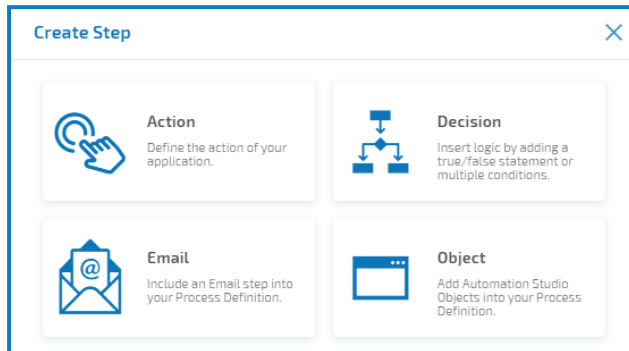 Create Step
Action
Define the action of your
application.
Decision
Insert logic by adding a
true/false statement or
multiple conditions.
@
Email
Include an Email step into
your Process Definition.
Object
Add Automation Studio
Objects into your Process
Definition.